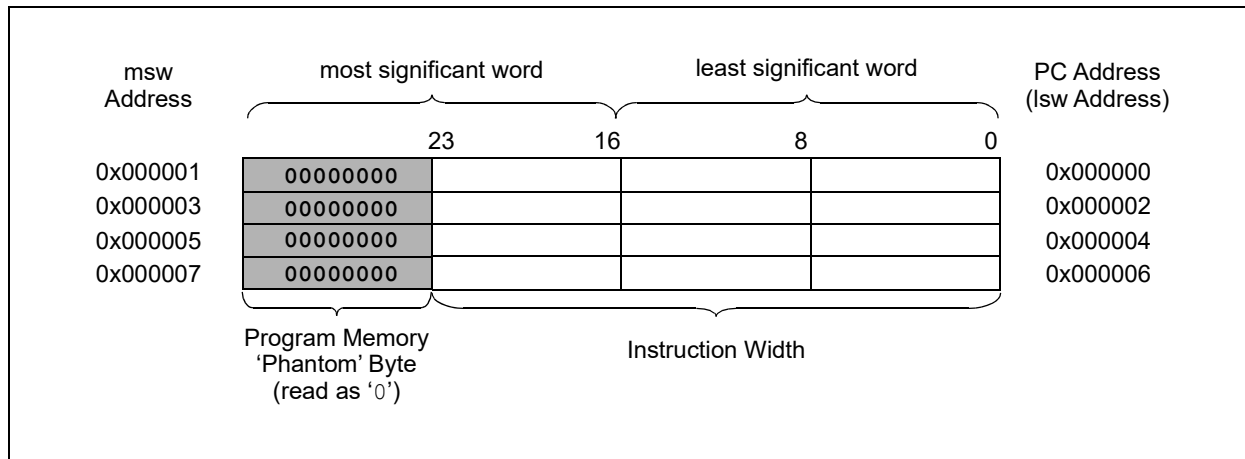 msw
Address
most significant word
least significant word
PC Address
(lsw Address)
23 16 8 0
0x000001 00000000 0x000000
0x000003 00000000 0x000002
0x000005 00000000 0x000004
0x000007 00000000 0x000006
Program Memory
‘Phantom’ Byte
(read as ‘0’)
Instruction Width